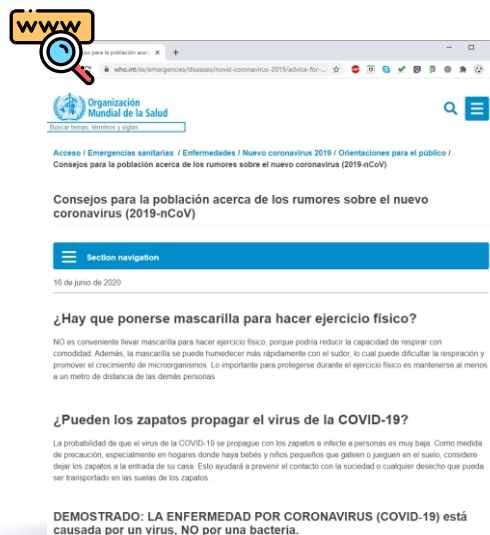 www
os para la población acer
who.int/es/emergencies/diseases/novel-coronavirus-2019/advice-for-...
Organización
Mundial de la Salud
Buscar temas, términos y siglas
Acceso / Emergencias sanitarias / Enfermedades / Nuevo coronavirus 2019 / Orientaciones para el público /
Consejos para la población acerca de los rumores sobre el nuevo coronavirus (2019-nCoV)
Consejos para la población acerca de los rumores sobre el nuevo
coronavirus (2019-nCoV)
Section navigation
16 de junio de 2020
¿Hay que ponerse mascarilla para hacer ejercicio físico?
NO es conveniente llevar mascarilla para hacer ejercicio físico, porque podría reducir la capacidad de respirar con
comodidad. Además, la mascarilla se puede humedecer más rápidamente con el sudor, lo cual puede dificultar la respiración y
promover el crecimiento de microorganismos. Lo importante para protegerse durante el ejercicio físico es mantenerse al menos
a un metro de distancia de las demás personas.
¿Pueden los zapatos propagar el virus de la COVID-19?
La probabilidad de que el virus de la COVID-19 se propague con los zapatos e infecte a personas es muy baja. Como medida
de precaución, especialmente en hogares donde haya bebés y niños pequeños que gateen o jueguen en el suelo, considere
dejar los zapatos a la entrada de su casa. Esto ayudará a prevenir el contacto con la suciedad o cualquier desecho que pueda
ser transportado en las suelas de los zapatos.
DEMOSTRADO: LA ENFERMEDAD POR CORONAVIRUS (COVID-19) está
causada por un virus, NO por una bacteria.